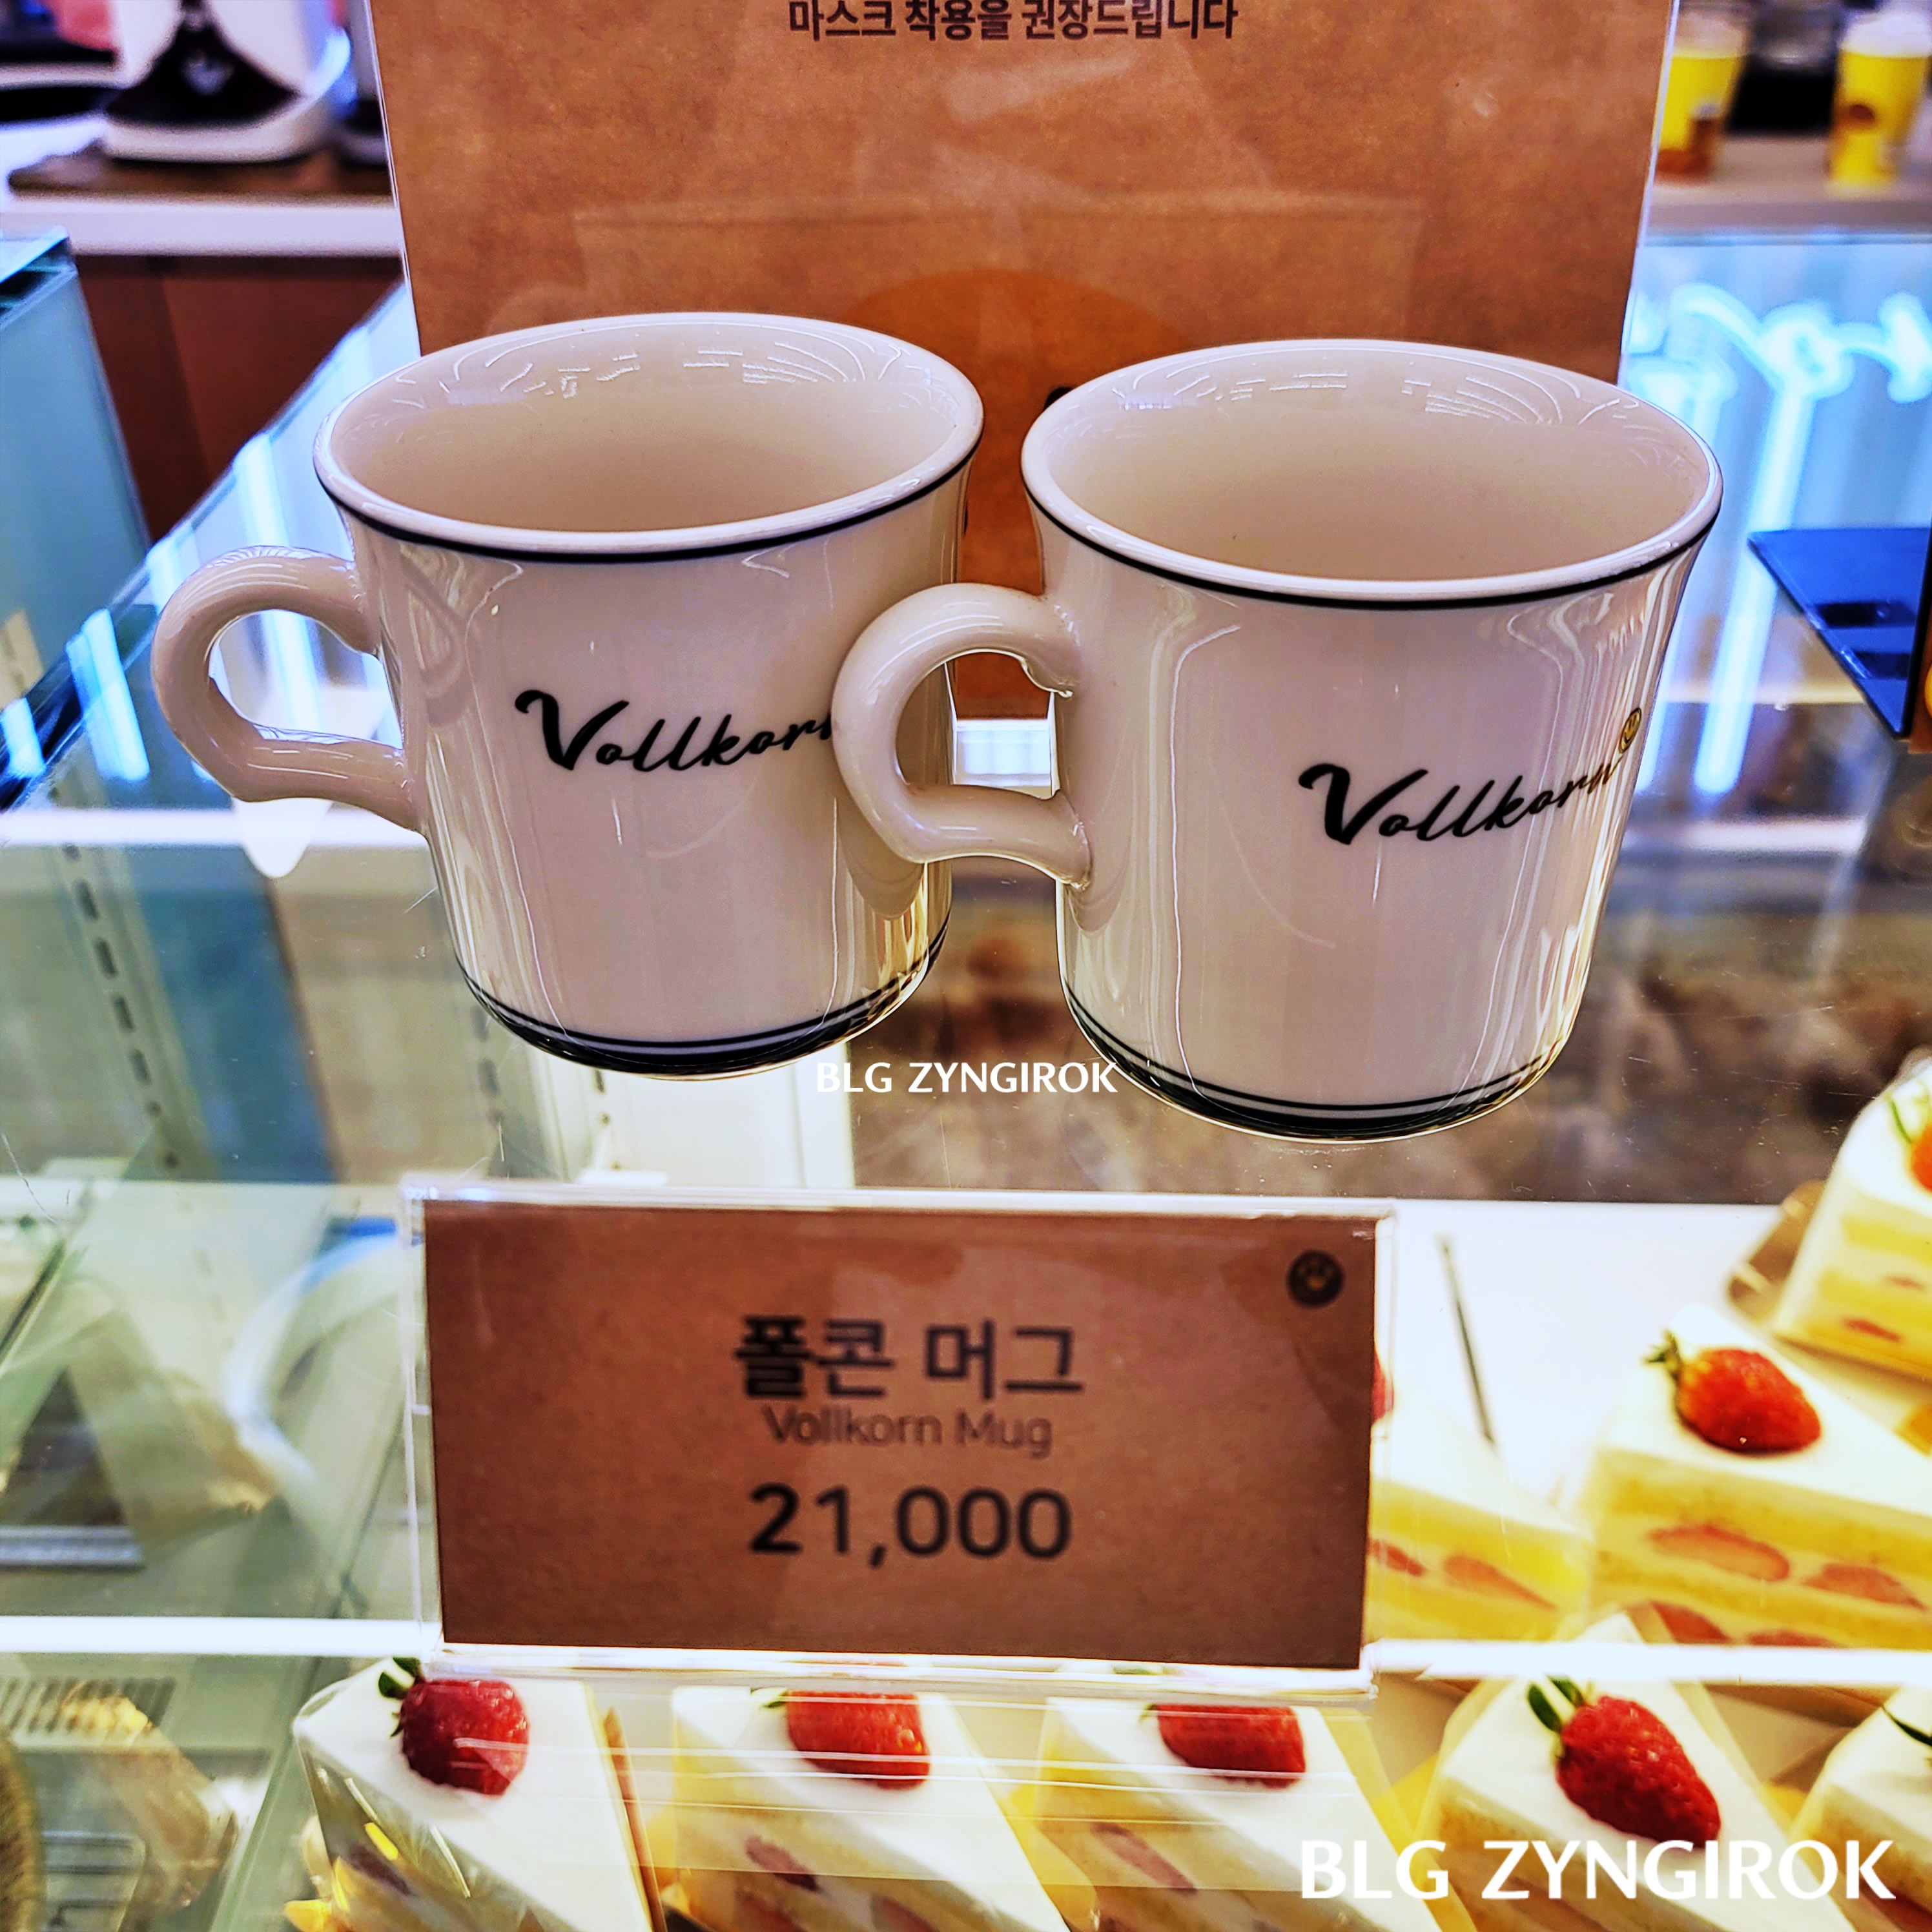 마스크 착용을 권장드립니다
Vollkorn
Vollkorn
BLG ZYNGIROK
폴콘 머그
Vollkorn Mug
21,000
BLG ZYNGIROK